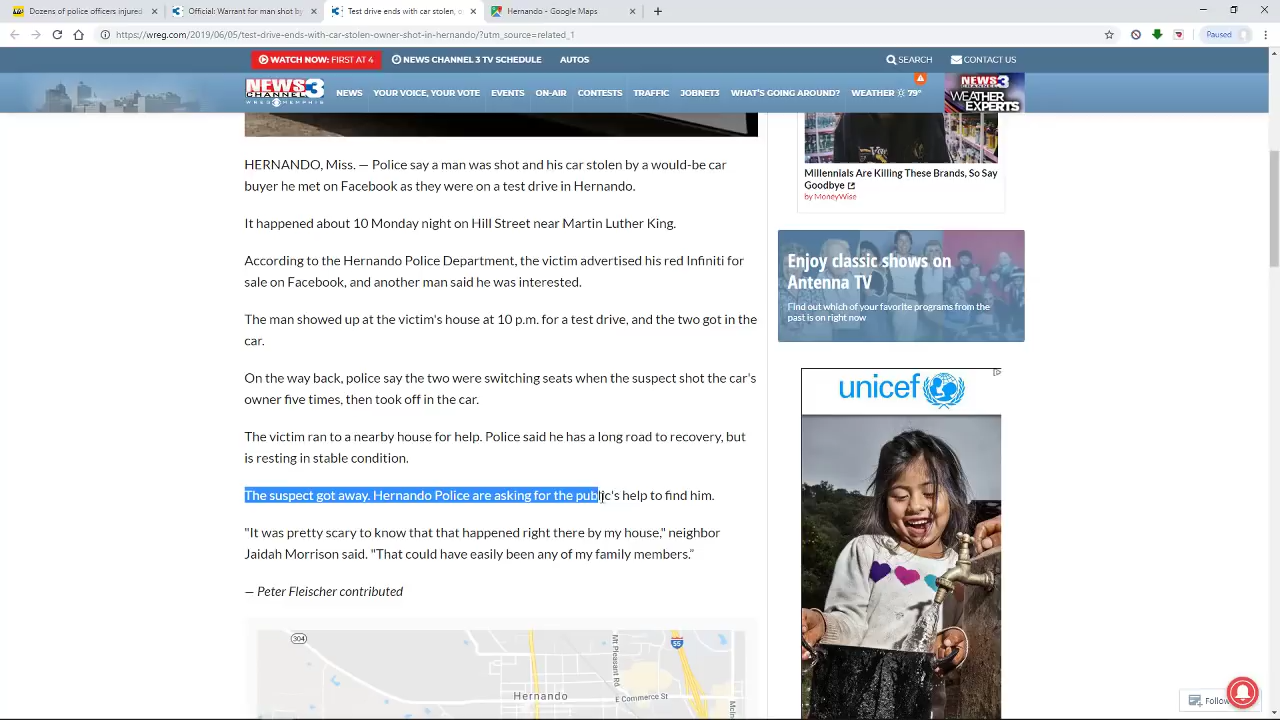 Dozens of police officers injured
Official: Warrant for man shot by
Test drive ends with car stolen, o
Hernando - Google Maps
https://wreg.com/2019/06/05/test-drive-ends-with-car-stolen-owner-shot-in-hernando/?utm_source=related_1
Paused
WATCH NOW: FIRST AT 4
NEWS CHANNEL 3 TV SCHEDULE
AUTOS
SEARCH
CONTACT US
NEWS 3
CHANNEL
WREG MEMPHIS
NEWS
YOUR VOICE, YOUR VOTE
EVENTS
ON-AIR
CONTESTS
TRAFFIC
JOBNET3
WHAT'S GOING AROUND?
WEATHER 79°
NEWS 3
CHANNEL
WEATHER
EXPERTS
HERNANDO, Miss. — Police say a man was shot and his car stolen by a would-be car
buyer he met on Facebook as they were on a test drive in Hernando.
It happened about 10 Monday night on Hill Street near Martin Luther King.
According to the Hernando Police Department, the victim advertised his red Infiniti for
sale on Facebook, and another man said he was interested.
The man showed up at the victim's house at 10 p.m. for a test drive, and the two got in the
car.
On the way back, police say the two were switching seats when the suspect shot the car's
owner five times, then took off in the car.
The victim ran to a nearby house for help. Police said he has a long road to recovery, but
is resting in stable condition.
The suspect got away. Hernando Police are asking for the public's help to find him.
"It was pretty scary to know that that happened right there by my house," neighbor
Jaidah Morrison said. "That could have easily been any of my family members."
— Peter Fleischer contributed
304
Mt Pleasant Rd
55
Hernando
E Commerce St
Millennials Are Killing These Brands, So Say
Goodbye
by MoneyWise
Enjoy classic shows on
Antenna TV
Find out which of your favorite programs from the
past is on right now
unicef
Follow